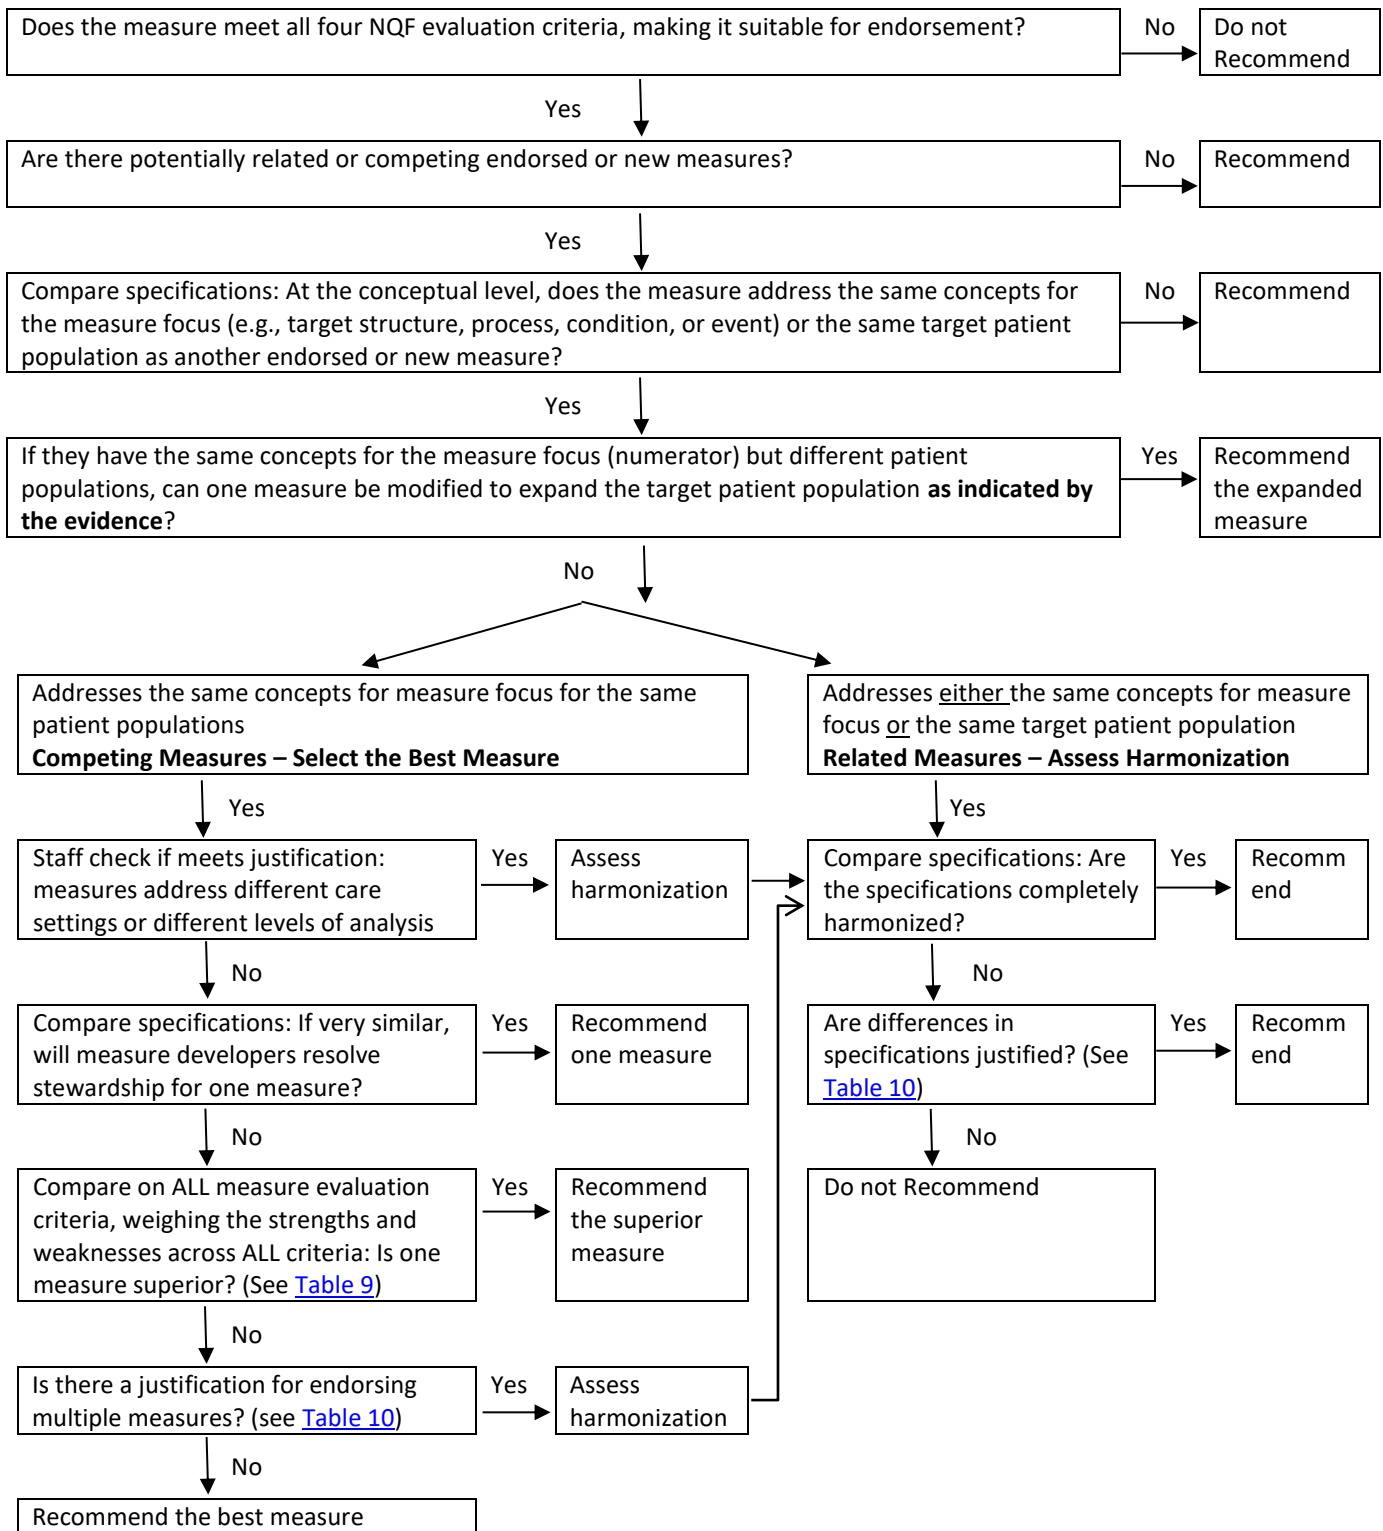 Does the measure meet all four NQF evaluation criteria, making it suitable for endorsement?
No
Do not
Recommend
Yes
Are there potentially related or competing endorsed or new measures?
No
Recommend
Yes
Compare specifications: At the conceptual level, does the measure address the same concepts for
the measure focus (e.g., target structure, process, condition, or event) or the same target patient
population as another endorsed or new measure?
No
Recommend
Yes
If they have the same concepts for the measure focus (numerator) but different patient
populations, can one measure be modified to expand the target patient population as indicated by
the evidence?
Yes
Recommend
the expanded
measure
No
Addresses the same concepts for measure focus for the same
patient populations
Competing Measures – Select the Best Measure
Addresses either the same concepts for measure
focus or the same target patient population
Related Measures – Assess Harmonization
Yes
Yes
Staff check if meets justification:
measures address different care
settings or different levels of analysis
Yes
Assess
harmonization
Compare specifications: Are
the specifications completely
harmonized?
Yes
Recomm
end
No
No
Compare specifications: If very similar,
will measure developers resolve
stewardship for one measure?
Yes
Recommend
one measure
Are differences in
specifications justified? (See
Table 10)
Yes
Recomm
end
No
No
Compare on ALL measure evaluation
criteria, weighing the strengths and
weaknesses across ALL criteria: Is one
measure superior? (See Table 9)
Yes
Recommend
the superior
measure
Do not Recommend
No
Is there a justification for endorsing
multiple measures? (see Table 10)
Yes
Assess
harmonization
No
Recommend the best measure